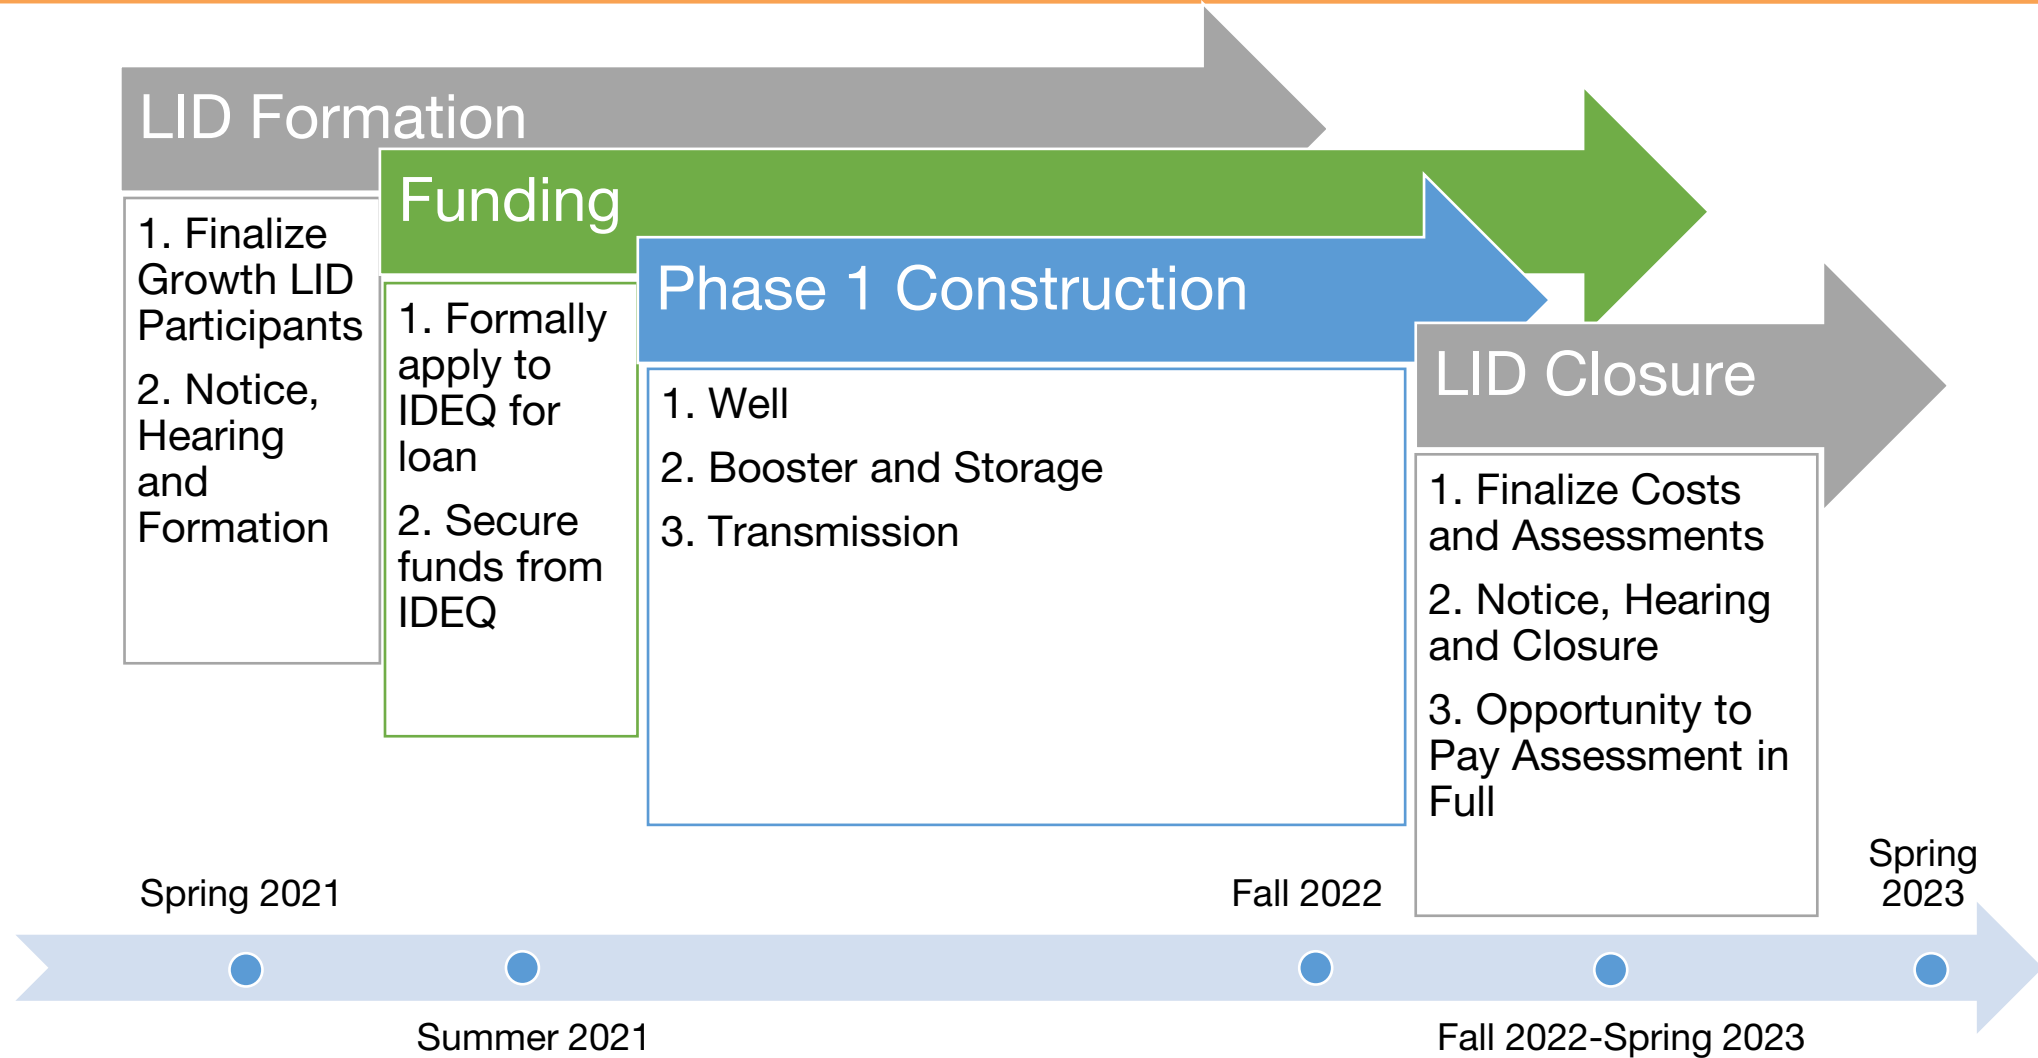 LID Formation
1. Finalize
Growth LID
Participants
2. Notice,
Hearing
and
Formation
Funding
1. Formally
apply to
IDEQ for
loan
2. Secure
funds from
IDEQ
Phase 1 Construction
1. Well
2. Booster and Storage
3. Transmission
LID Closure
1. Finalize Costs
and Assessments
2. Notice, Hearing
and Closure
3. Opportunity to
Pay Assessment in
Full
Spring 2021
Summer 2021
Fall 2022
Fall 2022-Spring 2023
Spring
2023